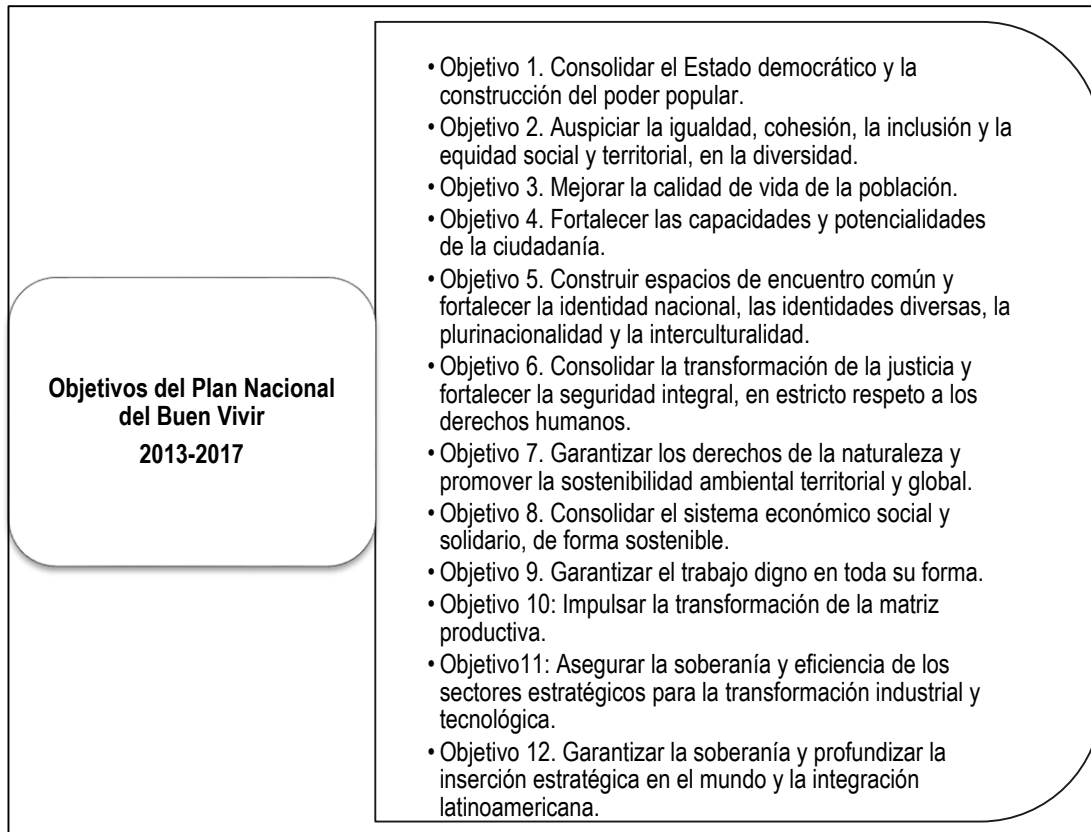 Objetivos del Plan Nacional
del Buen Vivir
2013-2017
• Objetivo 1. Consolidar el Estado democrático y la
construcción del poder popular.
• Objetivo 2. Auspiciar la igualdad, cohesión, la inclusión y la
equidad social y territorial, en la diversidad.
• Objetivo 3. Mejorar la calidad de vida de la población.
• Objetivo 4. Fortalecer las capacidades y potencialidades
de la ciudadanía.
• Objetivo 5. Construir espacios de encuentro común y
fortalecer la identidad nacional, las identidades diversas, la
plurinacionalidad y la interculturalidad.
• Objetivo 6. Consolidar la transformación de la justicia y
fortalecer la seguridad integral, en estricto respeto a los
derechos humanos.
• Objetivo 7. Garantizar los derechos de la naturaleza y
promover la sostenibilidad ambiental territorial y global.
• Objetivo 8. Consolidar el sistema económico social y
solidario, de forma sostenible.
• Objetivo 9. Garantizar el trabajo digno en toda su forma.
• Objetivo 10: Impulsar la transformación de la matriz
productiva.
• Objetivo11: Asegurar la soberanía y eficiencia de los
sectores estratégicos para la transformación industrial y
tecnológica.
• Objetivo 12. Garantizar la soberanía y profundizar la
inserción estratégica en el mundo y la integración
latinoamericana.